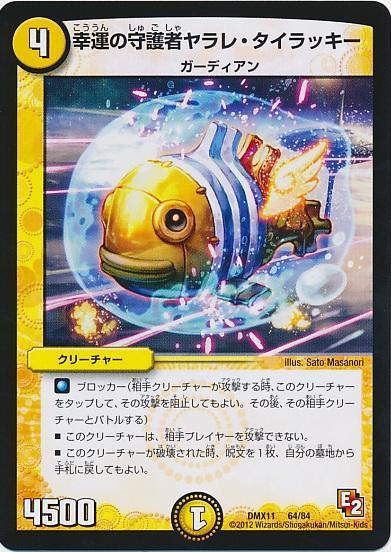 4
こううん しゅごしゃ
幸運の守護者ヤラレ・タイラッキー
ガーディアン
クリーチャー
illus. Sato Masanori
ブロッカー(相手クリーチャーが攻撃する時、このクリーチャー
をタップして、その攻撃を阻止してもよい。その後、その相手クリ
ーチャーとバトルする)
■ このクリーチャーは、相手プレイヤーを攻撃できない。
■ このクリーチャーが破壊された時、呪文を1枚、自分の墓地から
手札に戻してもよい。
4500
1
DMX11 64/84
E2
©2012 Wizards/Shogakukan/Mitsui-Kids